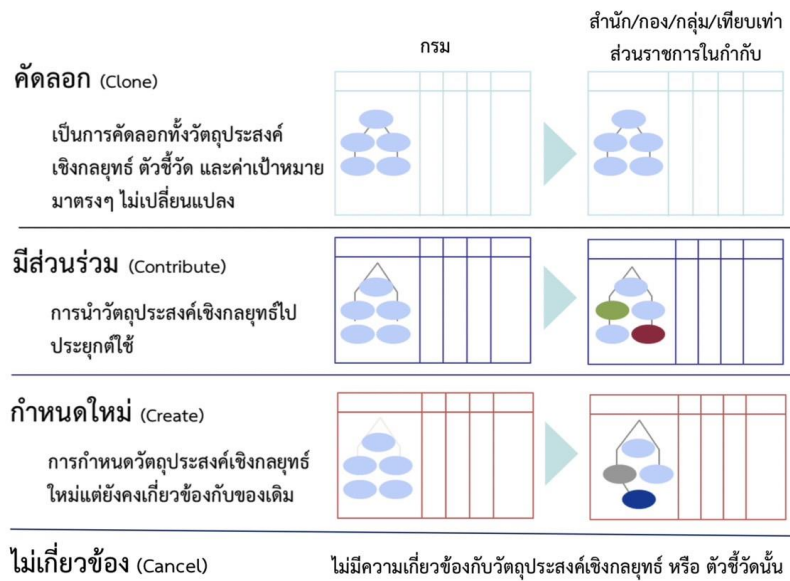 กรม
สำนัก/กอง/กลุ่ม/เทียบเท่า
ส่วนราชการในกำกับ
คัดลอก (Clone)
เป็นการคัดลอกทั้งวัตถุประสงค์
เชิงกลยุทธ์ ตัวชี้วัด และค่าเป้าหมาย
มาตรงๆ ไม่เปลี่ยนแปลง
มีส่วนร่วม (Contribute)
การนำวัตถุประสงค์เชิงกลยุทธ์ไป
ประยุกต์ใช้
กำหนดใหม่ (Create)
การกำหนดวัตถุประสงค์เชิงกลยุทธ์
ใหม่แต่ยังคงเกี่ยวข้องกับของเดิม
ไม่เกี่ยวข้อง (Cancel)
ไม่มีความเกี่ยวข้องกับวัตถุประสงค์เชิงกลยุทธ์ หรือ ตัวชี้วัดนั้น